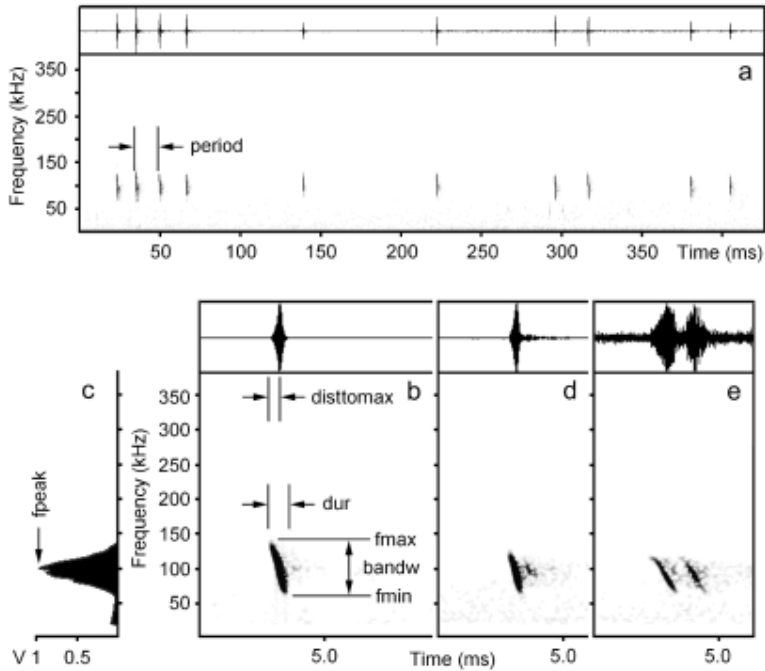 a
Frequency (kHz)
350
250
150
50
period
50 100 150 200 250 300 350 Time (ms)
c b d e
Frequency (kHz)
350
300
250
200
150
100
50
disttomax
dur
fpeak
fmax
bandw
fmin
V 1 0.5
5.0 Time (ms) 5.0 5.0